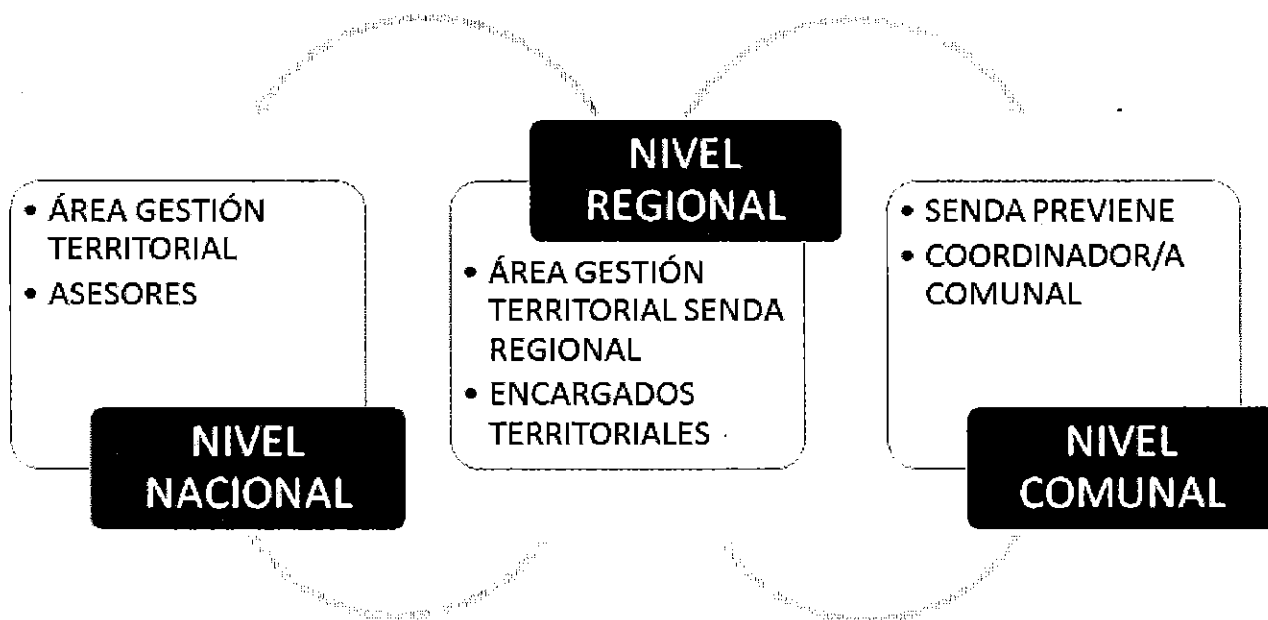 • ÁREA GESTIÓN
TERRITORIAL
• ASESORES
NIVEL
NACIONAL
NIVEL
REGIONAL
• ÁREA GESTIÓN
TERRITORIAL SENDA
REGIONAL
• ENCARGADOS
TERRITORIALES
• SENDA PREVIENE
• COORDINADOR/A
COMUNAL
NIVEL
COMUNAL